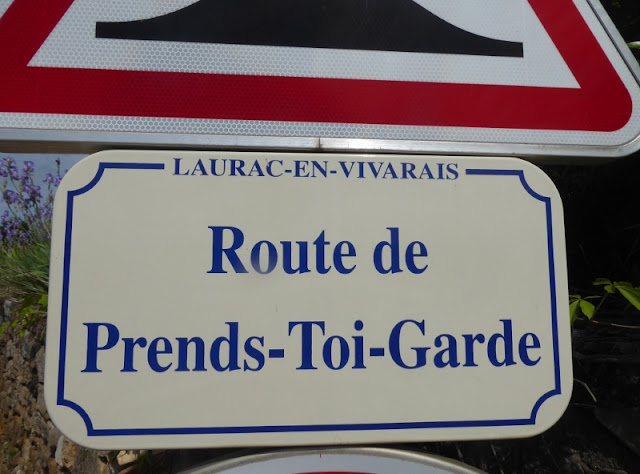 LAURAC-EN-VIVARAIS
Route de
Prends-Toi-Garde